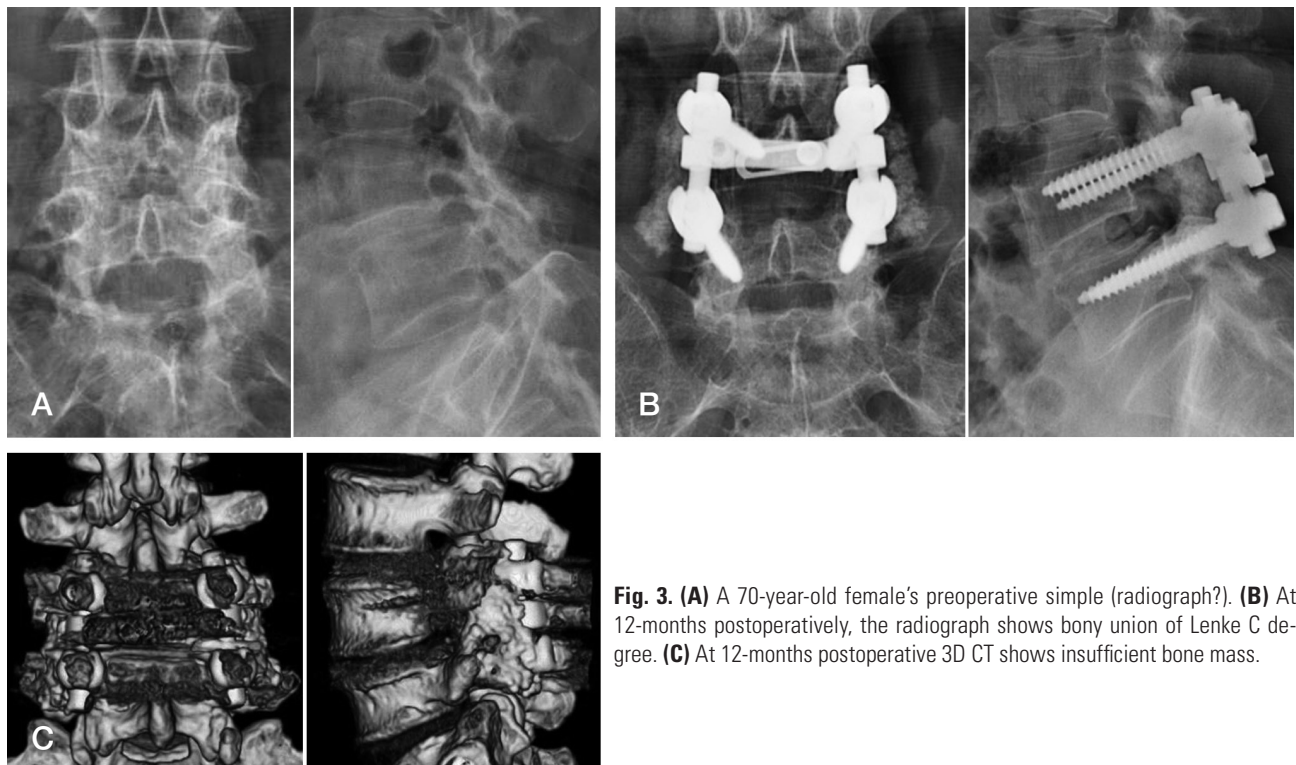 A
B
C
Fig. 3. (A) A 70-year-old female's preoperative simple (radiograph?). (B) At
12-months postoperatively, the radiograph shows bony union of Lenke C de-
gree. (C) At 12-months postoperative 3D CT shows insufficient bone mass.